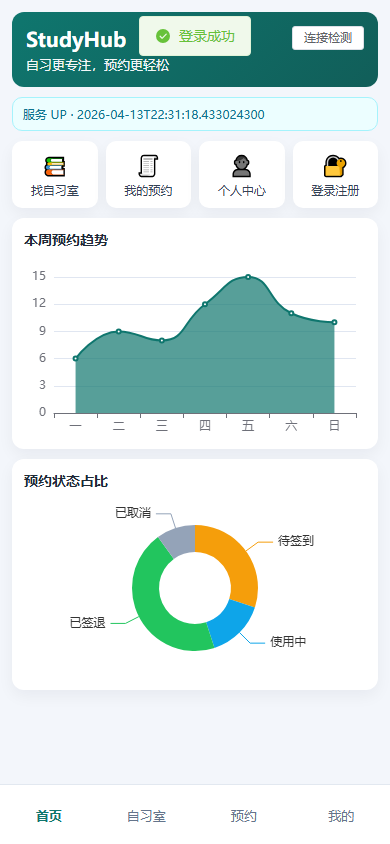 StudyHub
登录成功
连接检测
自习更专注，预约更轻松
服务 UP · 2026-04-13T22:31:18.433024300
找自习室
我的预约
个人中心
登录注册
本周预约趋势
15
12
9
6
3
0
一 二 三 四 五 六 日
预约状态占比
已取消
待签到
已签退
使用中
首页 自习室 预约 我的